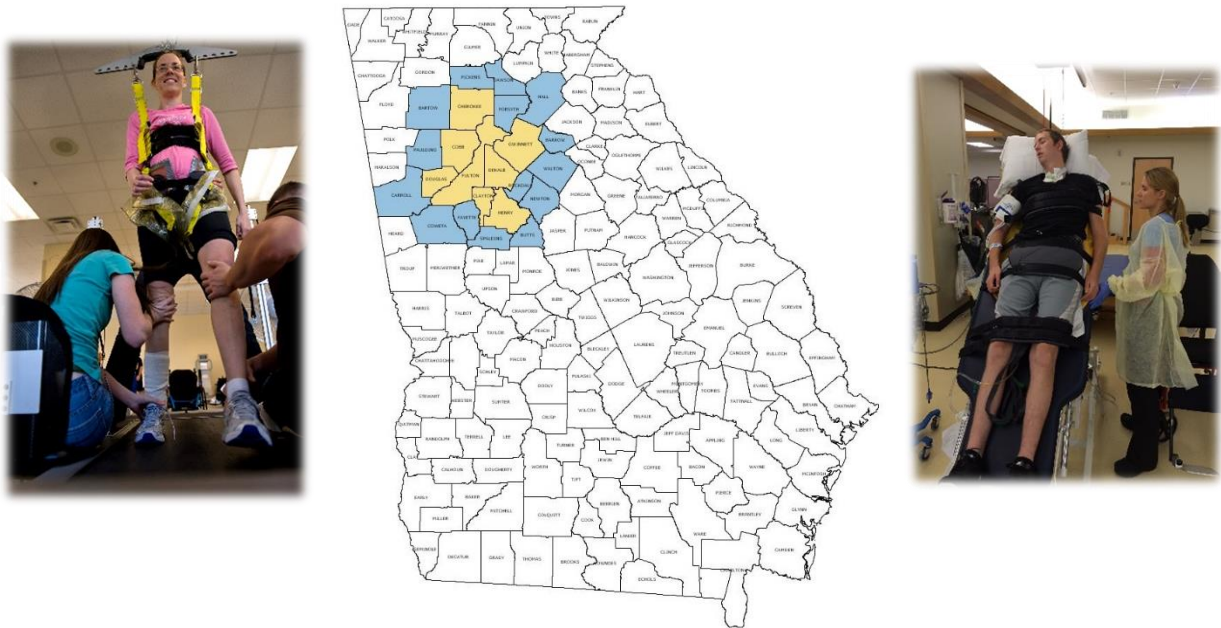 DADE
CATOOSA
WALKER
WHITFIELD
FANNIN
UNION
TOWNS
RABUN
GILMER
WHITE
HABERSHAM
LUMPKIN
STEPHENS
CHATTOOGA
GORDON
PICKENS
DAWSON
HALL
BANKS
FRANKLIN
HART
FLOYD
BARTOW
CHEROKEE
FORSYTH
JACKSON
MADISON
ELBERT
POLK
PAULDING
COBB
GWINNETT
BARROW
CLARKE
OCONEE
OGLETHORPE
HARALSON
DOUGLAS
FULTON
DEKALB
WALTON
WILKES
LINCOLN
CARROLL
CLAYTON
ROCKDALE
NEWTON
MORGAN
GREENE
TALIAFERRO
COLUMBIA
MCDUFFIE
HEARD
COWETA
FAYETTE
HENRY
SPALDING
BUTTS
JASPER
PUTNAM
HANCOCK
WARREN
RICHMOND
GLASCOCK
TROUP
MERIWETHER
PIKE
LAMAR
MONROE
JONES
BALDWIN
WASHINGTON
JEFFERSON
BURKE
UPSON
HARRIS
TALBOT
CRAWFORD
BIBB
TWIGGS
WILKINSON
JOHNSON
JENKINS
SCREVEN
MUSCOGEE
TAYLOR
PEACH
HOUSTON
BLECKLEY
LAURENS
EMANUEL
CHATTAHOOCHEE
MACON
TREUTLEN
CANDLER
BULLOCH
EFFINGHAM
SCHLEY
DOOLY
PULASKI
DODGE
WHEELER
MONTGOMERY
TOOMBS
EVANS
TATTNALL
BRYAN
CHATHAM
STEWART
WEBSTER
SUMTER
CRISP
WILCOX
TELFAIR
LIBERTY
QUITMAN
RANDOLPH
TERRELL
LEE
TURNER
BEN HILL
JEFF DAVIS
APPLING
LONG
CLAY
CALHOUN
DOUGHERTY
WORTH
TIFT
IRWIN
COFFEE
BACON
WAYNE
MCINTOSH
EARLY
BAKER
MITCHELL
COLQUITT
BERRIEN
ATKINSON
PIERCE
BRANTLEY
GLYNN
MILLER
COOK
LANIER
WARE
CAMDEN
SEMINOLE
DECATUR
GRADY
THOMAS
BROOKS
LOWNDES
CLINCH
ECHOLS
CHARLTON